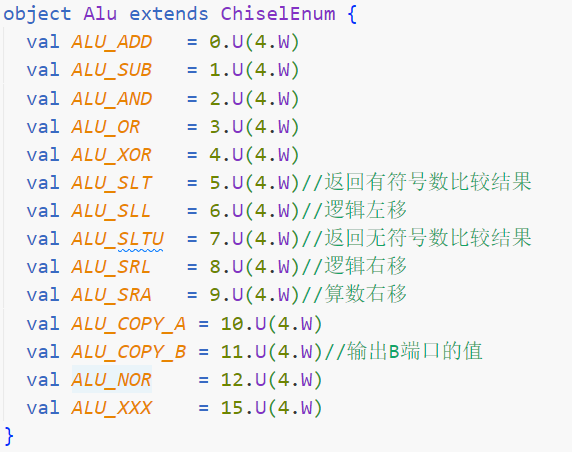 object Alu extends ChiselEnum {
  val ALU_ADD    = 0.U(4.W)
  val ALU_SUB    = 1.U(4.W)
  val ALU_AND    = 2.U(4.W)
  val ALU_OR     = 3.U(4.W)
  val ALU_XOR    = 4.U(4.W)
  val ALU_SLT    = 5.U(4.W)//返回有符号数比较结果
  val ALU_SLL    = 6.U(4.W)//逻辑左移
  val ALU_SLTU   = 7.U(4.W)//返回无符号数比较结果
  val ALU_SRL    = 8.U(4.W)//逻辑右移
  val ALU_SRA    = 9.U(4.W)//算数右移
  val ALU_COPY_A = 10.U(4.W)
  val ALU_COPY_B = 11.U(4.W)//输出B端口的值
  val ALU_NOR    = 12.U(4.W)
  val ALU_XXX    = 15.U(4.W)
}